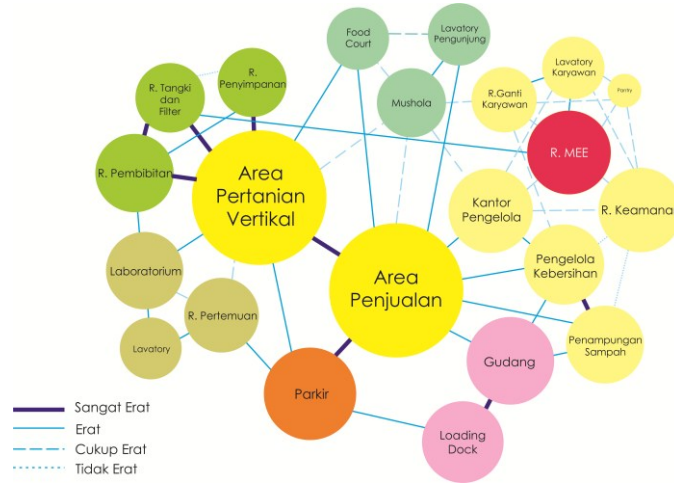 Food
Court
Lavatory
Pengunjung
Mushola
R.
Penyimpanan
R. Tangki
dan
Filter
R. Pembibitan
Lavatory
Karyawan
R.Ganti
Karyawan
Pantry
R. MEE
Area
Pertanian
Vertikal
Kantor
Pengelola
R. Keamanan
Laboratorium
Area
Penjualan
Pengelola
Kebersihan
R. Pertemuan
Lavatory
Penampungan
Sampah
Gudang
Parkir
Loading
Dock
Sangat Erat
Erat
Cukup Erat
Tidak Erat